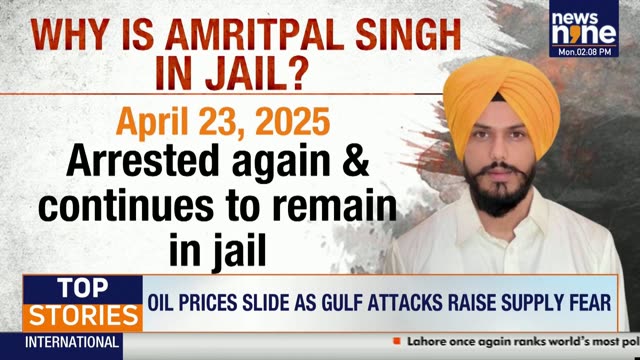 WHY IS AMRITPAL SINGH
IN JAIL?
news
n9ne
Mon,02:08 PM
April 23, 2025
Arrested again &
continues to remain
in jail
TOP
STORIES
OIL PRICES SLIDE AS GULF ATTACKS RAISE SUPPLY FEAR
INTERNATIONAL
Lahore once again ranks world's most pol